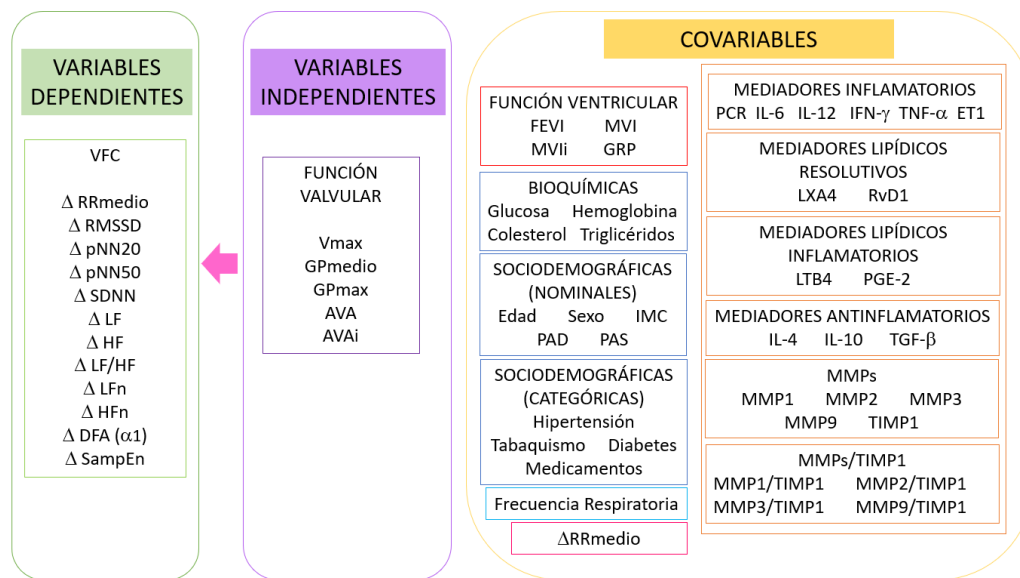 VARIABLES
DEPENDIENTES
VFC
Δ RRmedio
Δ RMSSD
Δ pNN20
Δ pNN50
Δ SDNN
Δ LF
Δ HF
Δ LF/HF
Δ LFn
Δ HFn
Δ DFA (α1)
Δ SampEn
VARIABLES
INDEPENDIENTES
FUNCIÓN
VALVULAR
Vmax
GPmedio
GPmax
AVA
AVAi
COVARIABLES
FUNCIÓN VENTRICULAR
FEVI MVI
MVIi GRP
BIOQUÍMICAS
Glucosa Hemoglobina
Colesterol Triglicéridos
SOCIODEMOGRÁFICAS
(NOMINALES)
Edad Sexo IMC
PAD PAS
SOCIODEMOGRÁFICAS
(CATEGÓRICAS)
Hipertensión
Tabaquismo Diabetes
Medicamentos
Frecuencia Respiratoria
ΔRRmedio
MEDIADORES INFLAMATORIOS
PCR IL-6 IL-12 IFN-γ TNF-α ET1
MEDIADORES LIPÍDICOS
RESOLUTIVOS
LXA4 RvD1
MEDIADORES LIPÍDICOS
INFLAMATORIOS
LTB4 PGE-2
MEDIADORES ANTINFLAMATORIOS
IL-4 IL-10 TGF-β
MMPs
MMP1 MMP2 MMP3
MMP9 TIMP1
MMPs/TIMP1
MMP1/TIMP1 MMP2/TIMP1
MMP3/TIMP1 MMP9/TIMP1